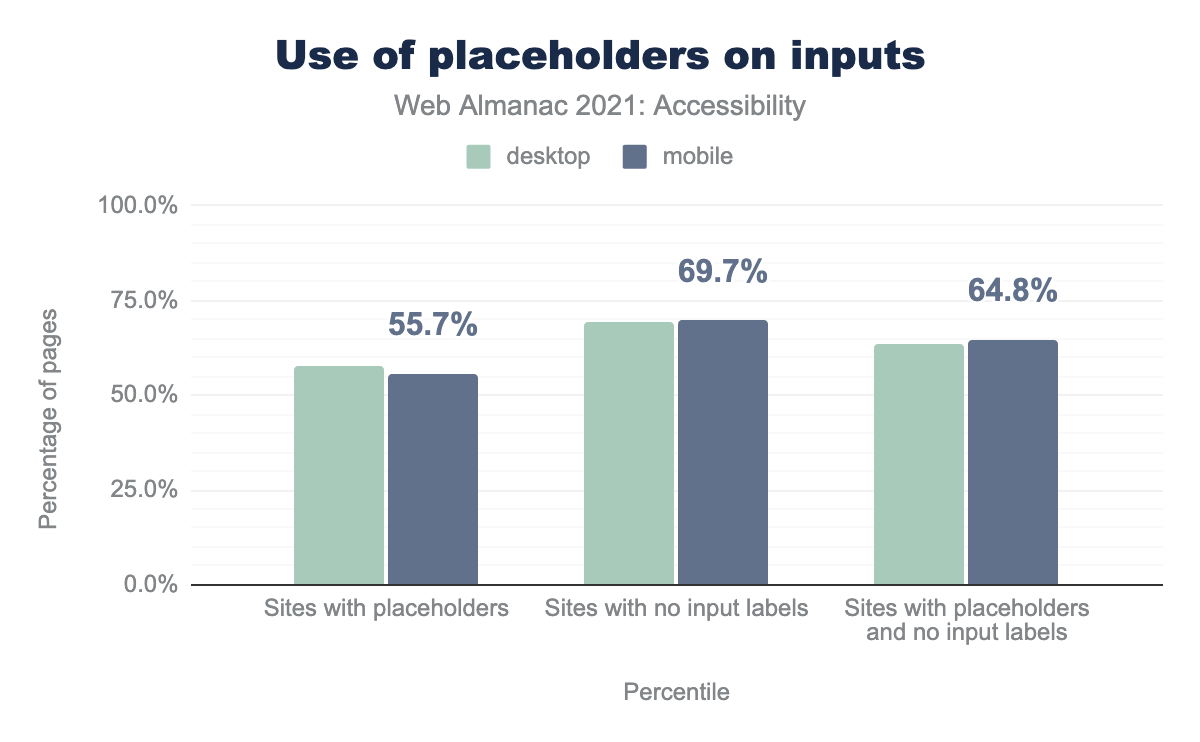 Use of placeholders on inputs
Web Almanac 2021: Accessibility
desktop
mobile
100.0%
75.0%
50.0%
25.0%
0.0%
Percentage of pages
55.7%
69.7%
64.8%
Sites with placeholders
Sites with no input labels
Sites with placeholders
and no input labels
Percentile